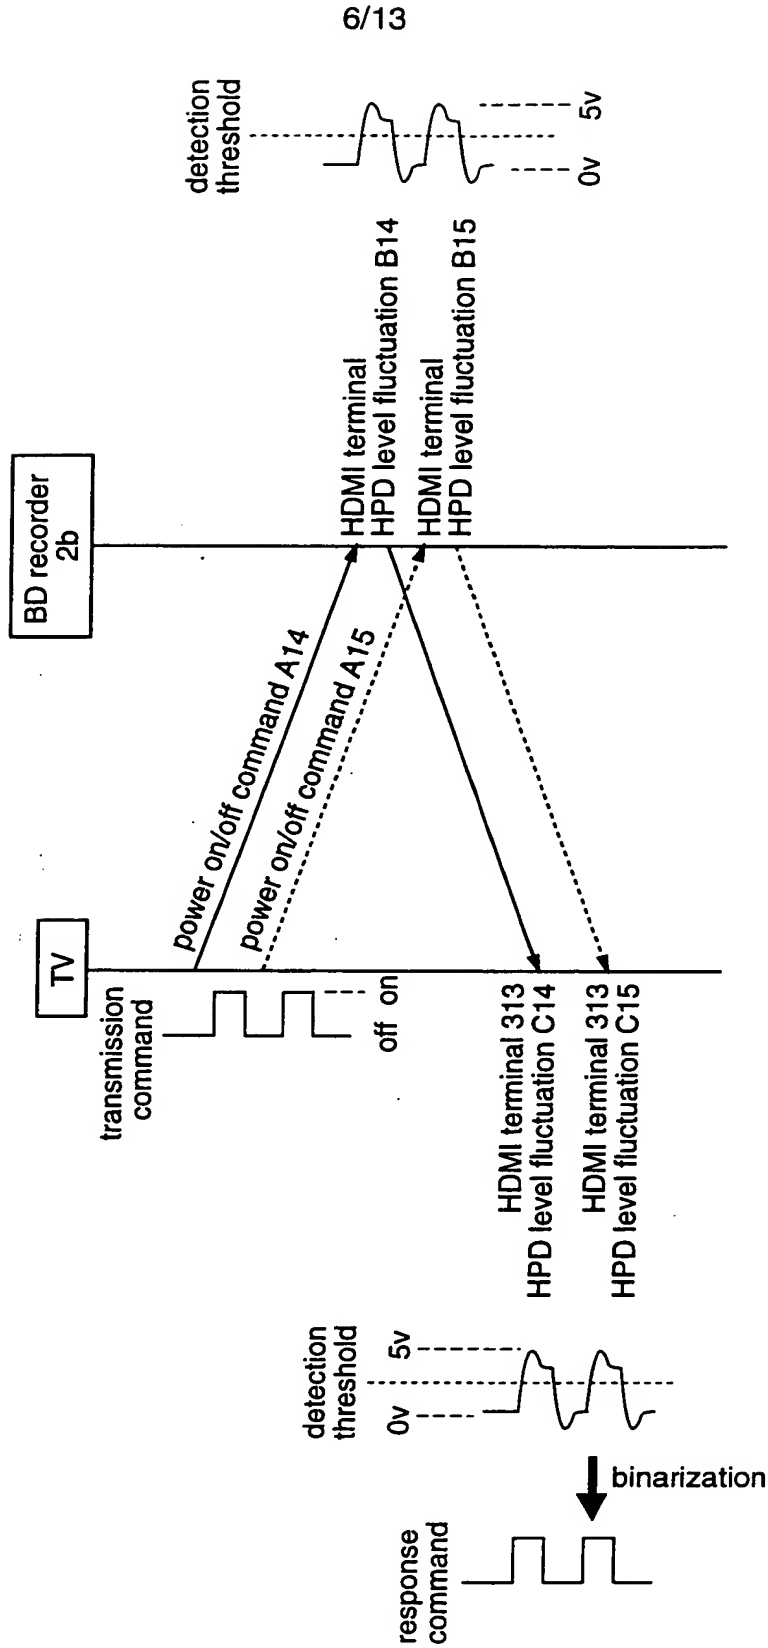 6/13
detection
threshold
5v
0v
HDMI terminal
HPD level fluctuation B14
HDMI terminal
HPD level fluctuation B15
BD recorder
2b
power on/off command A14
power on/off command A15
TV
transmission
command
off on
HDMI terminal 313
HPD level fluctuation C14
HDMI terminal 313
HPD level fluctuation C15
detection
threshold
5v
0v
binarization
response
command